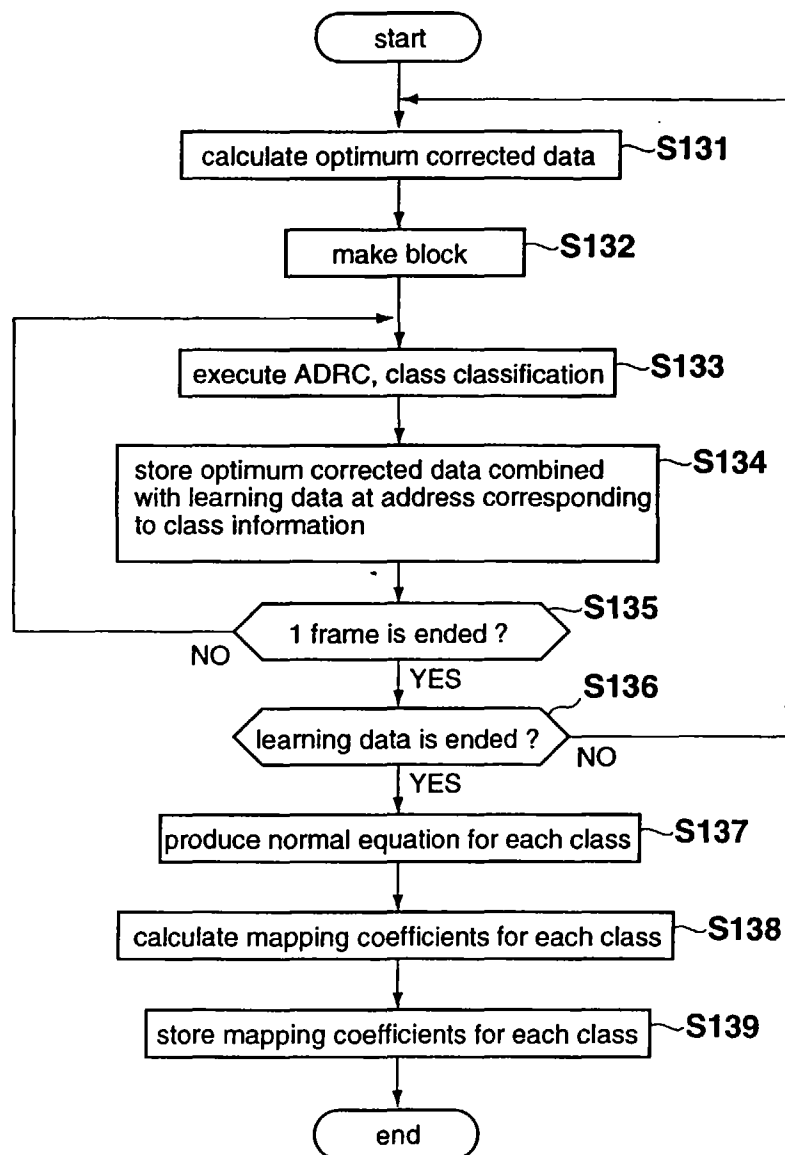 start
calculate optimum corrected data
S131
make block
S132
execute ADRC, class classification
S133
store optimum corrected data combined
with learning data at address corresponding
to class information
S134
1 frame is ended ?
S135
NO
YES
learning data is ended ?
S136
NO
YES
produce normal equation for each class
S137
calculate mapping coefficients for each class
S138
store mapping coefficients for each class
S139
end